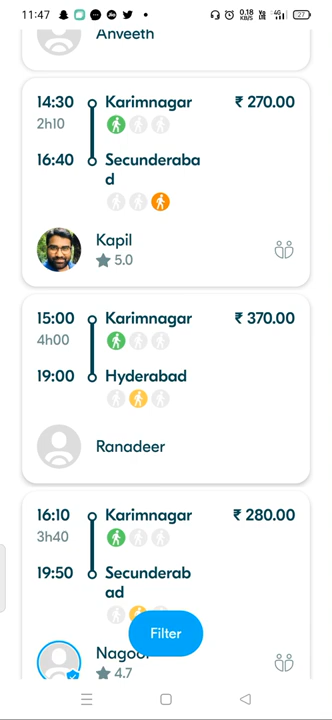 11:47
0.18
KB/S
4G
27
Anveeth
14:30 Karimnagar ₹ 270.00
2h10
16:40 Secunderaba
d
Kapil
5.0
15:00 Karimnagar ₹ 370.00
4h00
19:00 Hyderabad
Ranadeer
16:10 Karimnagar ₹ 280.00
3h40
19:50 Secunderab
ad
Filter
Nagoor
4.7